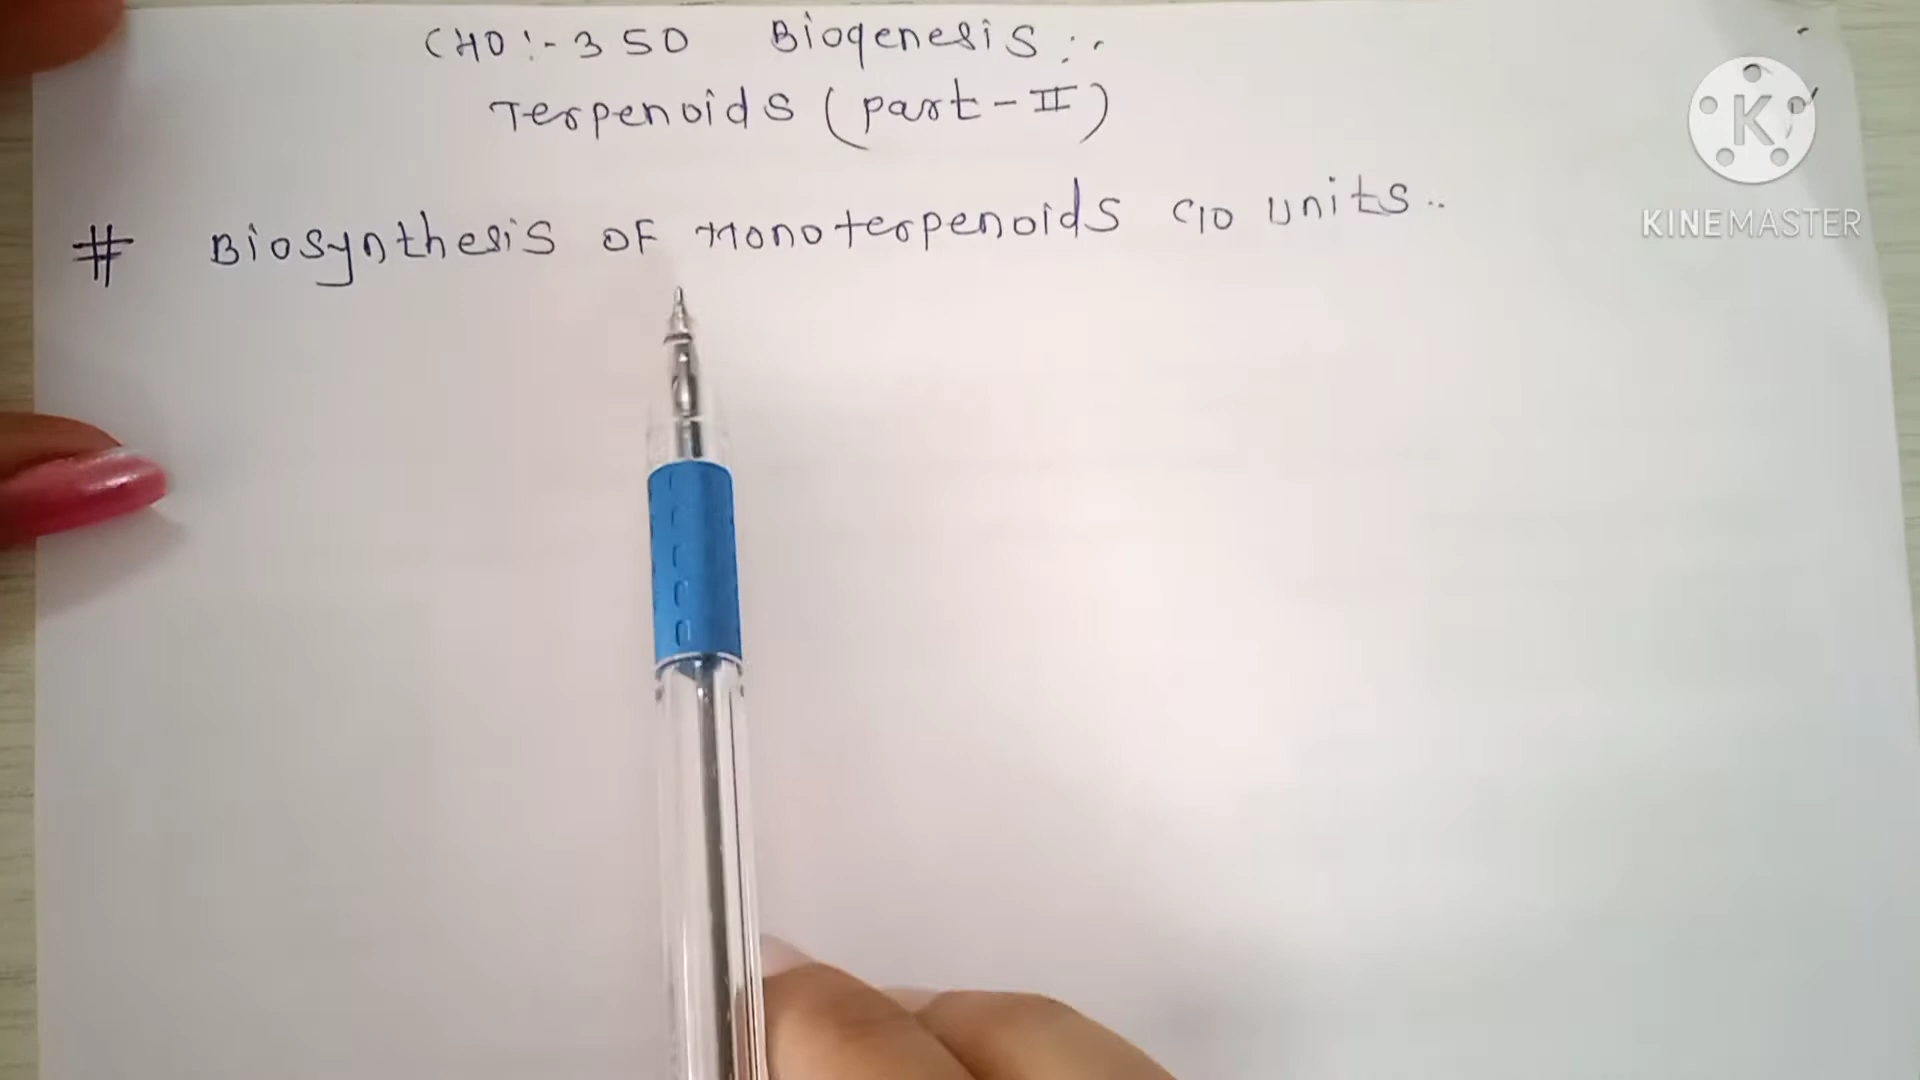 CHO:-350 Biogenesis:-
Terpenoids (part-II)
# Biosynthesis OF Monoterpenoids C10 units..
K
KINEMASTER